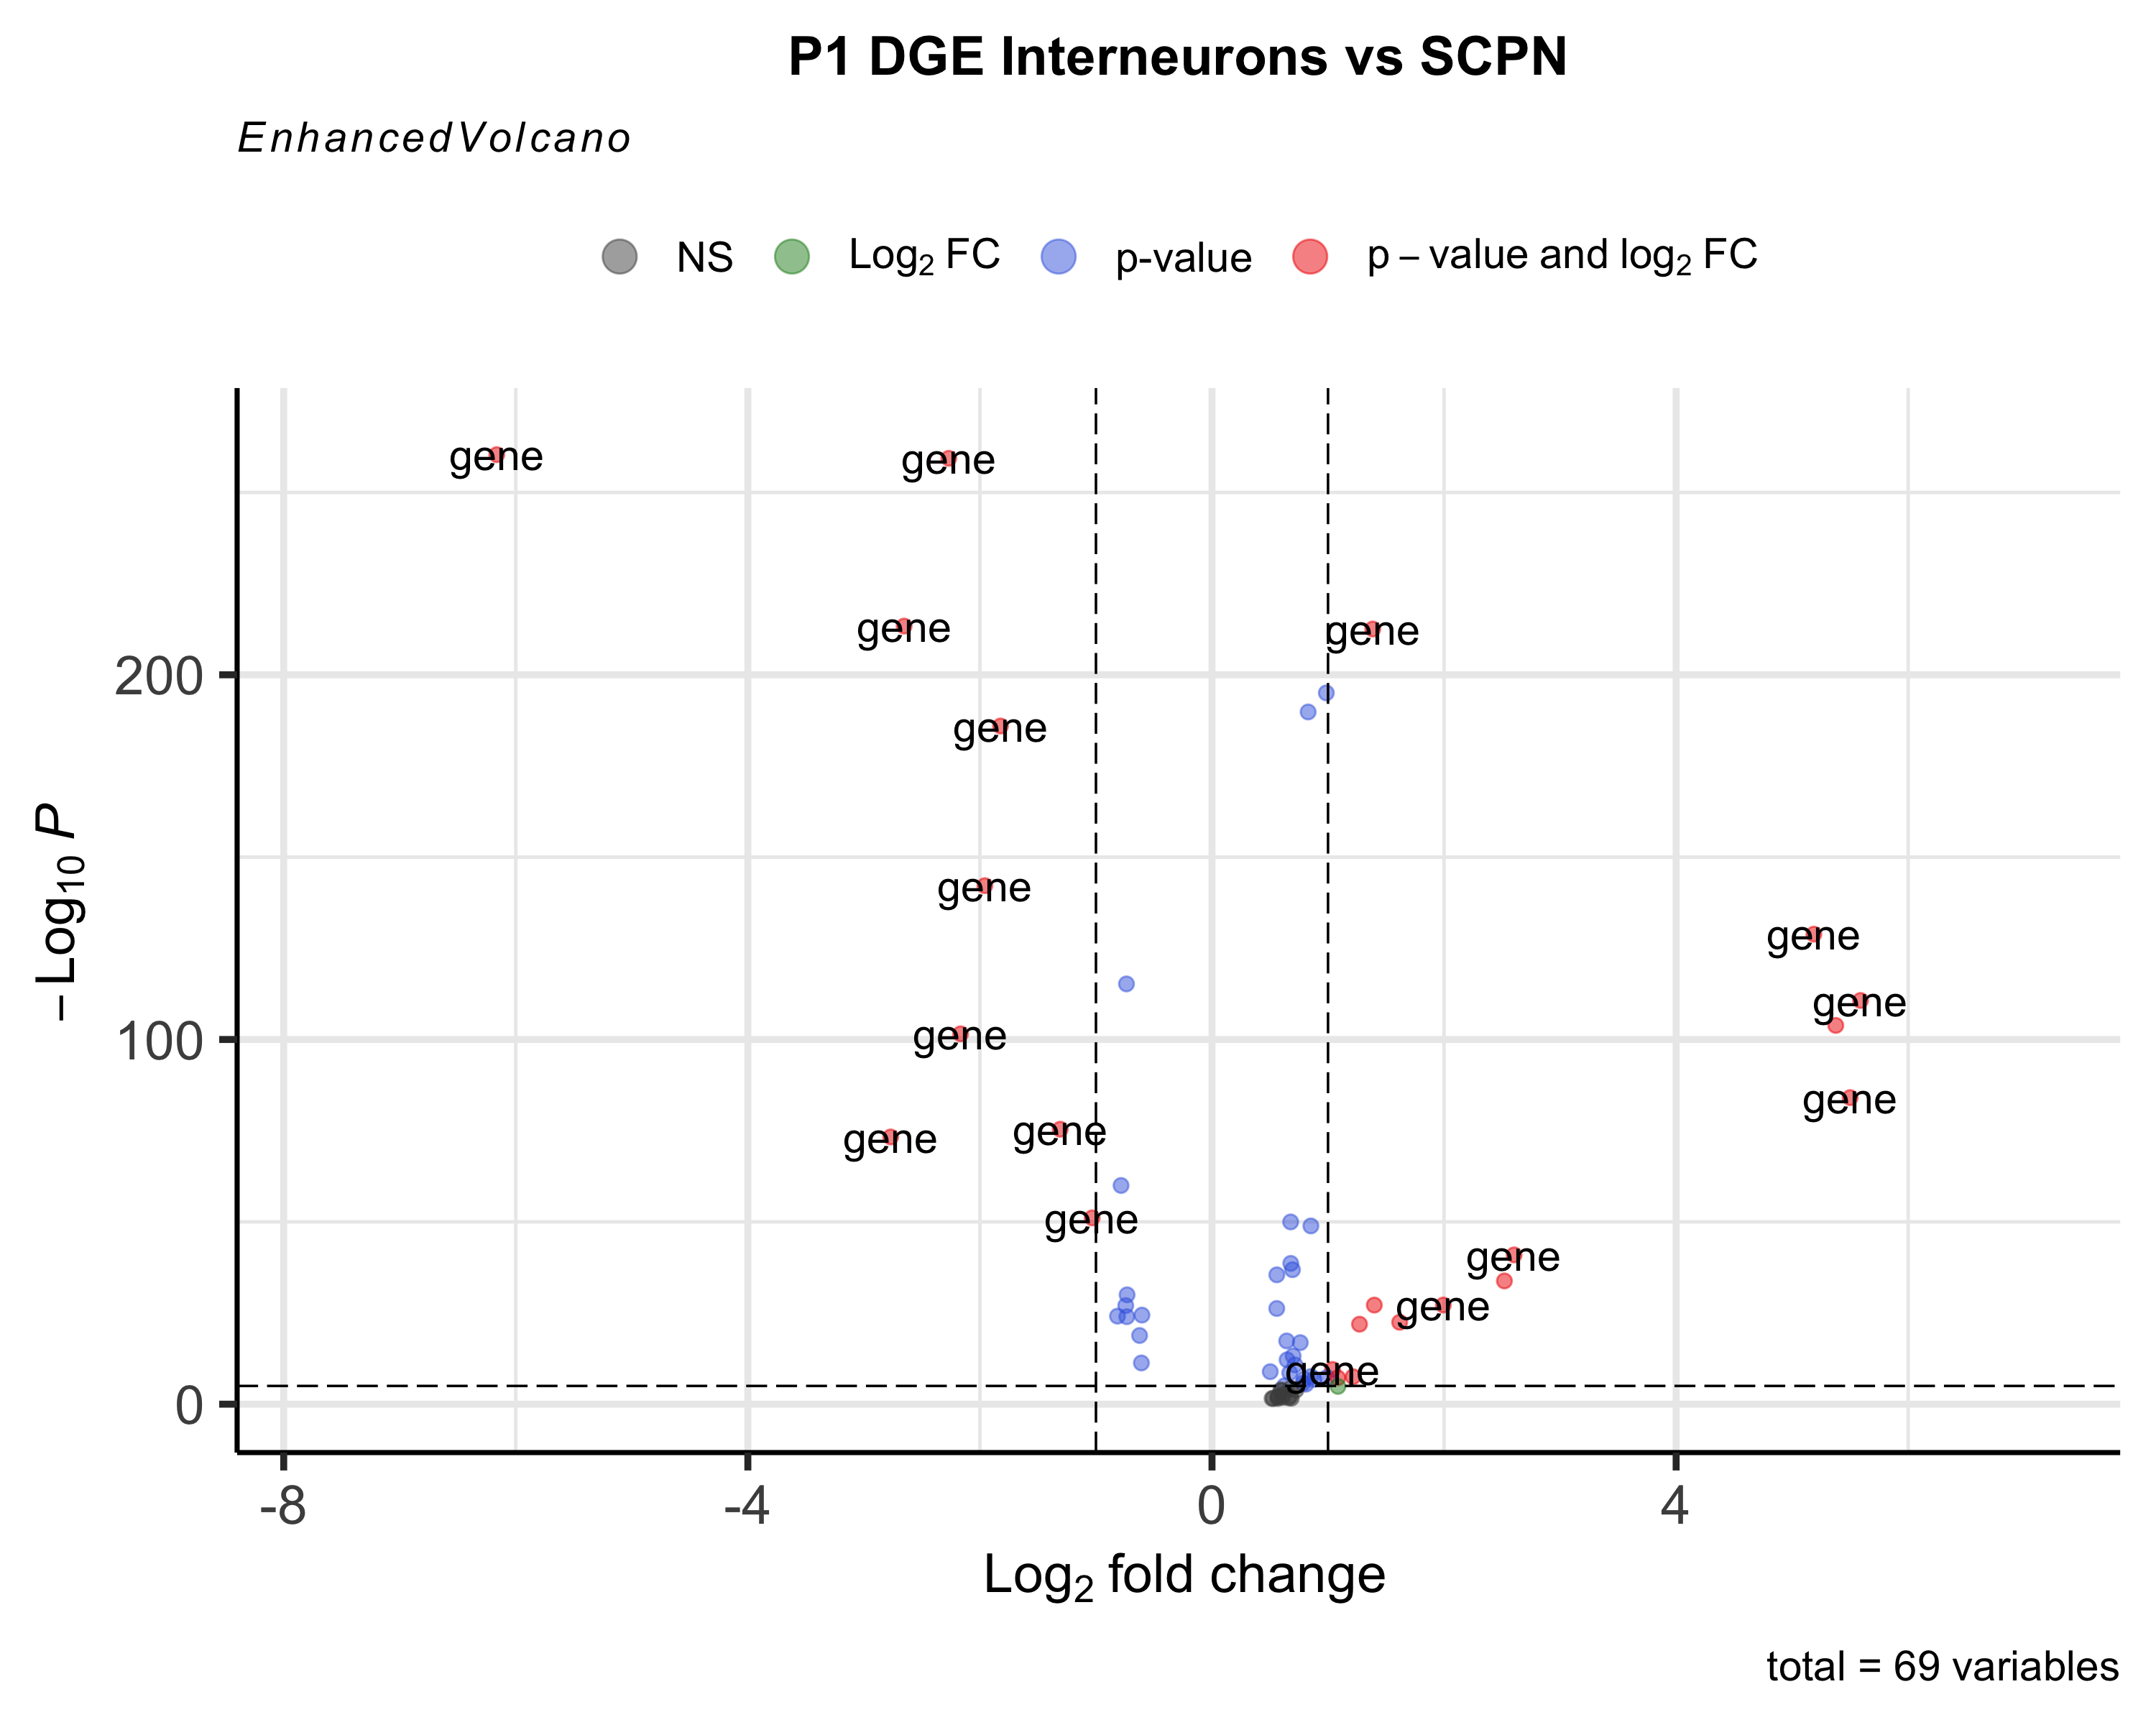 P1 DGE Interneurons vs SCPN
EnhancedVolcano
NS Log₂ FC p-value p – value and log₂ FC
gene gene
gene gene
200
gene
gene
gene
gene
100
gene
gene
gene gene
gene
gene
gene
gene
0
-8 -4 0 4
– Log₁₀ P
Log₂ fold change
total = 69 variables